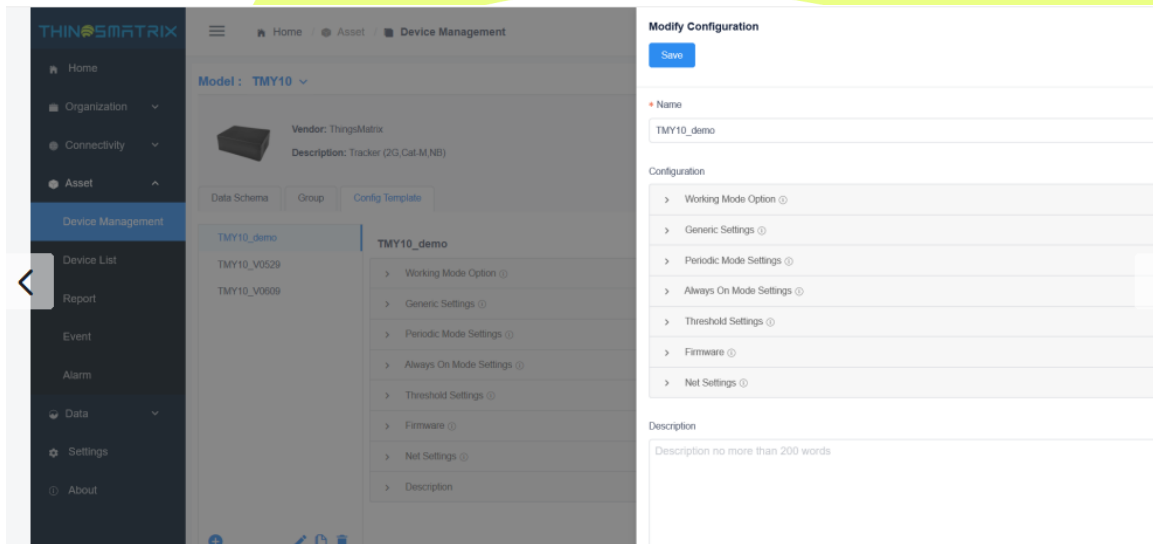 THINGSMATRIX
Home
Organization
Connectivity
Asset
Device Management
Device List
Report
Event
Alarm
Data
Settings
About
Home / Asset / Device Management
Model : TMY10
Vendor: ThingsMatrix
Description: Tracker (2G,Cat-M,NB)
Data Schema Group Config Template
TMY10_demo
TMY10_V0529
TMY10_V0609
TMY10_demo
Working Mode Option
Generic Settings
Periodic Mode Settings
Always On Mode Settings
Threshold Settings
Firmware
Net Settings
Description
Modify Configuration
Save
* Name
TMY10_demo
Configuration
Working Mode Option
Generic Settings
Periodic Mode Settings
Always On Mode Settings
Threshold Settings
Firmware
Net Settings
Description
Description no more than 200 words